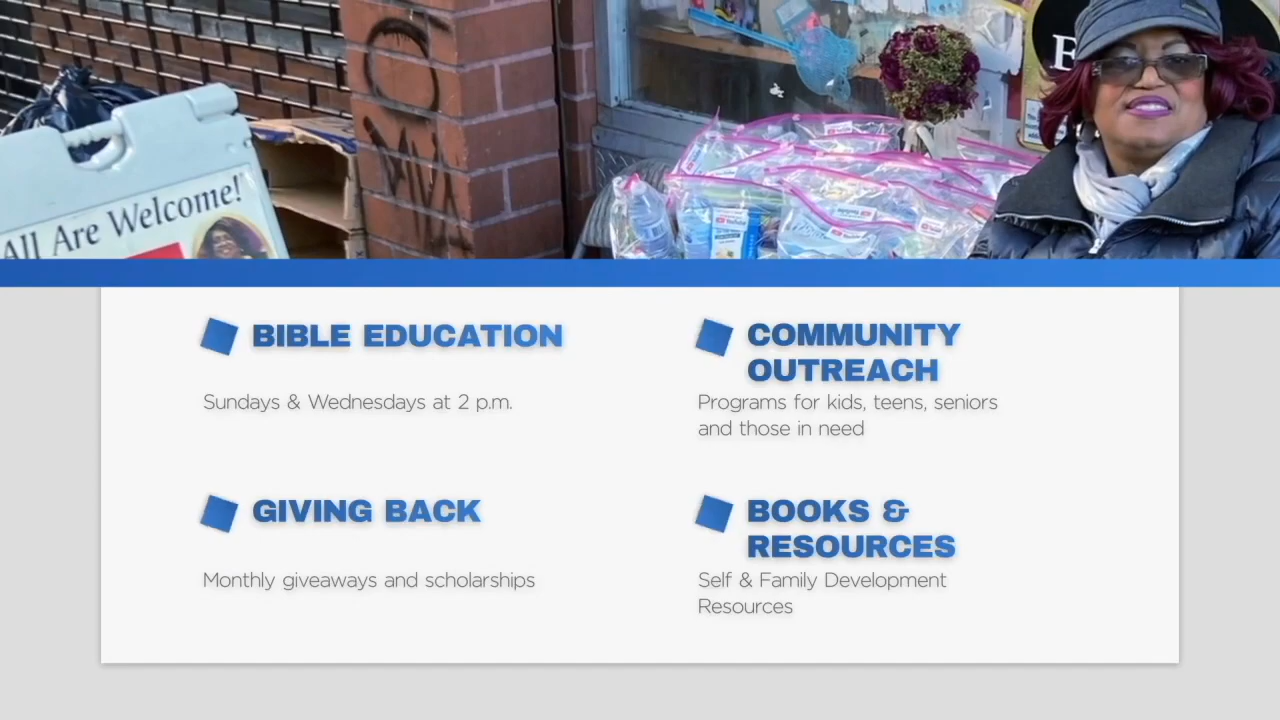 All Are Welcome!
E
BIBLE EDUCATION
Sundays & Wednesdays at 2 p.m.
COMMUNITY
OUTREACH
Programs for kids, teens, seniors
and those in need
GIVING BACK
Monthly giveaways and scholarships
BOOKS &
RESOURCES
Self & Family Development
Resources